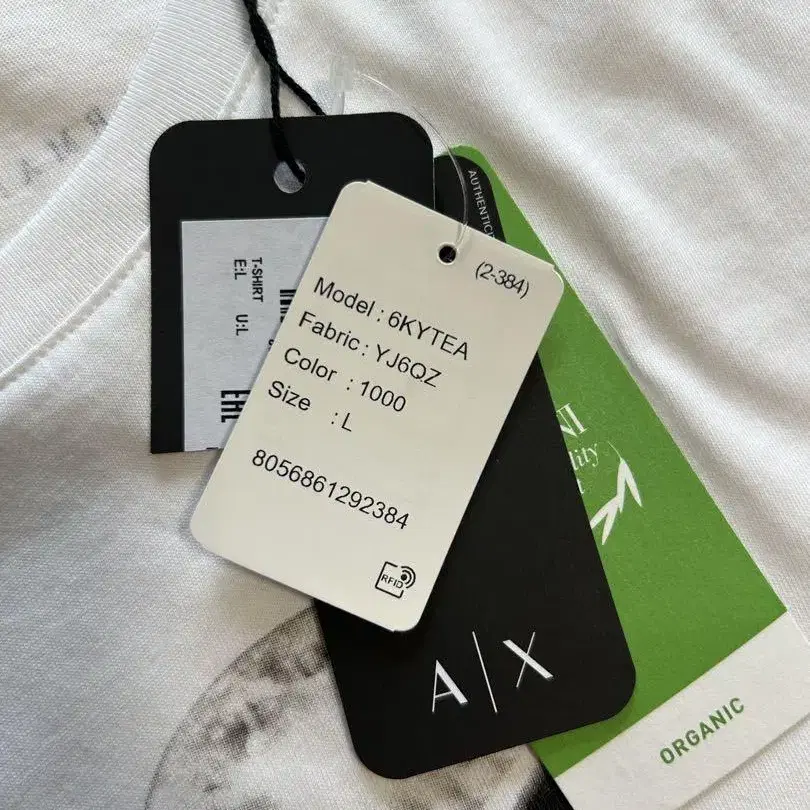 (2-384)
Model : 6KYTEA
Fabric : YJ6QZ
Color : 1000
Size : L
8056861292384
RFID
T-SHIRT
E:L U:L
A|X
ORGANIC